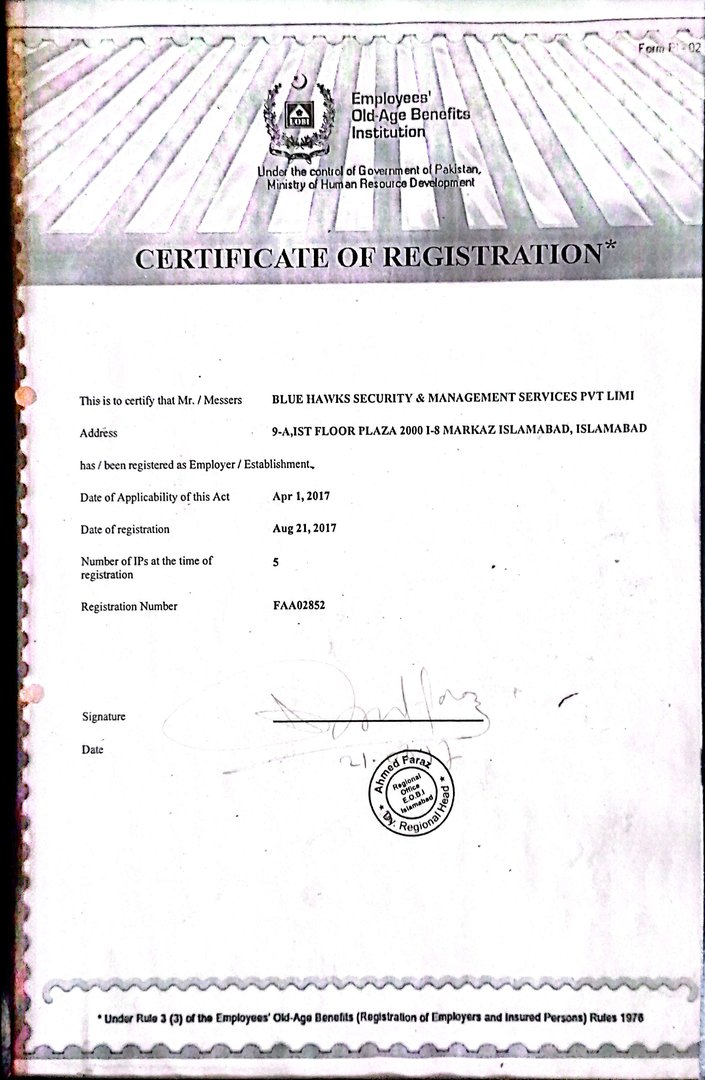 Form PI-02
EOBI
Employees'
Old-Age Benefits
Institution
Under the control of Government of Pakistan,
Ministry of Human Resource Development
CERTIFICATE OF REGISTRATION*
This is to certify that Mr. / Messers BLUE HAWKS SECURITY & MANAGEMENT SERVICES PVT LIMI
Address 9-A,IST FLOOR PLAZA 2000 I-8 MARKAZ ISLAMABAD, ISLAMABAD
has / been registered as Employer / Establishment.
Date of Applicability of this Act Apr 1, 2017
Date of registration Aug 21, 2017
Number of IPs at the time of 5
registration
Registration Number FAA02852
Signature
Date
Ahmed Faraz
Regional
Office
E.O.B.I
Islamabad
* Dy. Regional Head *
* Under Rule 3 (3) of the Employees' Old-Age Benefits (Registration of Employers and Insured Persons) Rules 1976